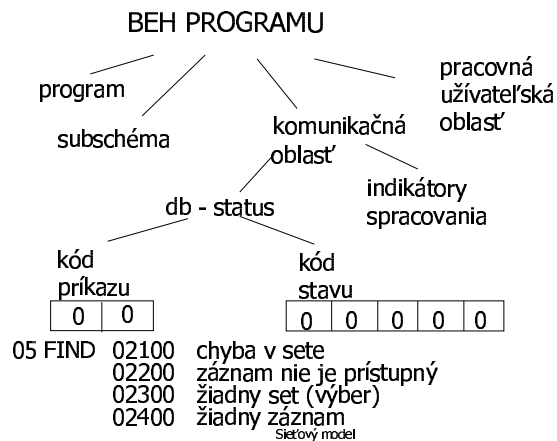 BEH PROGRAMU
program
subschéma
komunikačná
oblasť
pracovná
užívateľská
oblasť
indikátory
spracovania
db - status
kód
príkazu
0 0
kód
stavu
0 0 0 0 0
05 FIND 02100 chyba v sete
02200 záznam nie je prístupný
02300 žiadny set (výber)
02400 žiadny záznam
Sieťový model